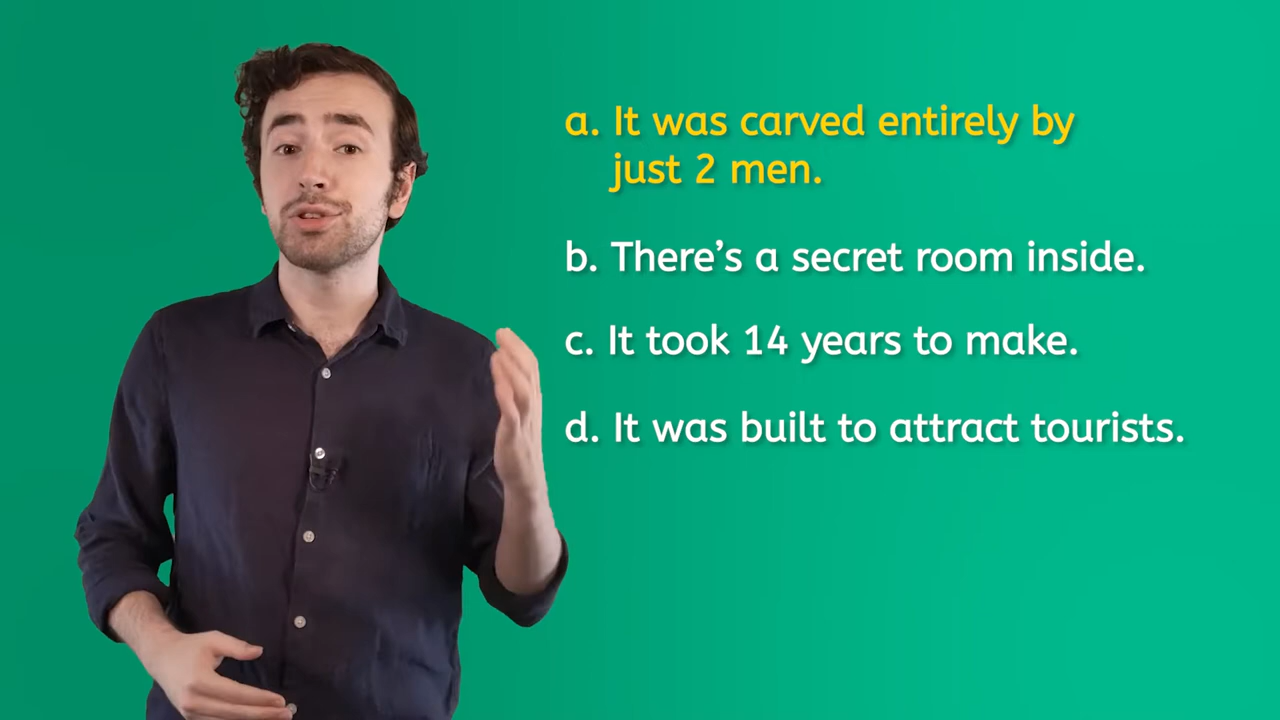 a. It was carved entirely by
just 2 men.
b. There’s a secret room inside.
c. It took 14 years to make.
d. It was built to attract tourists.